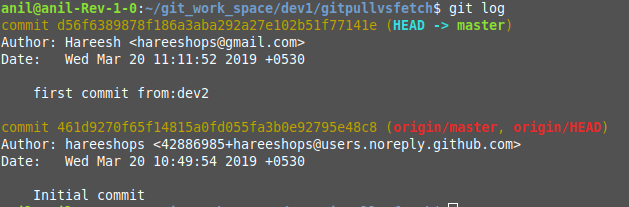 anil@anil-Rev-1-0:~/git_work_space/dev1/gitpullvsfetch$ git log
commit d56f6389878f186a3aba292a27e102b51f77141e (HEAD -> master)
Author: Hareesh <hareeshops@gmail.com>
Date:   Wed Mar 20 11:11:52 2019 +0530
first commit from:dev2
commit 461d9270f65f14815a0fd055fa3b0e92795e48c8 (origin/master, origin/HEAD)
Author: hareeshops <42886985+hareeshops@users.noreply.github.com>
Date:   Wed Mar 20 10:49:54 2019 +0530
Initial commit